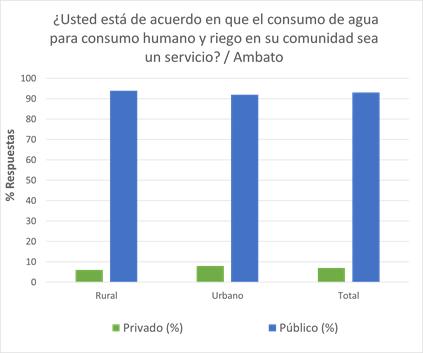 ¿Usted está de acuerdo en que el consumo de agua
para consumo humano y riego en su comunidad sea
un servicio? / Ambato
% Respuestas
100
90
80
70
60
50
40
30
20
10
0
Rural Urbano Total
Privado (%) Público (%)